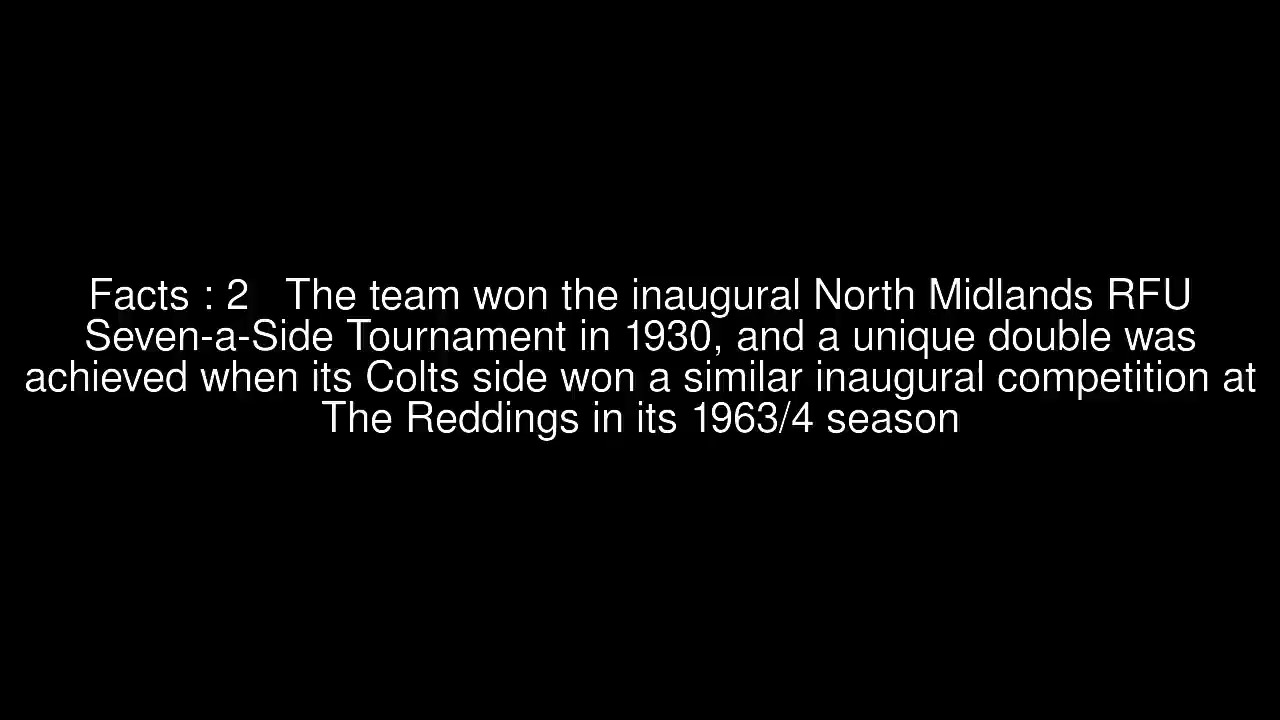 Facts : 2   The team won the inaugural North Midlands RFU
Seven-a-Side Tournament in 1930, and a unique double was
achieved when its Colts side won a similar inaugural competition at
The Reddings in its 1963/4 season